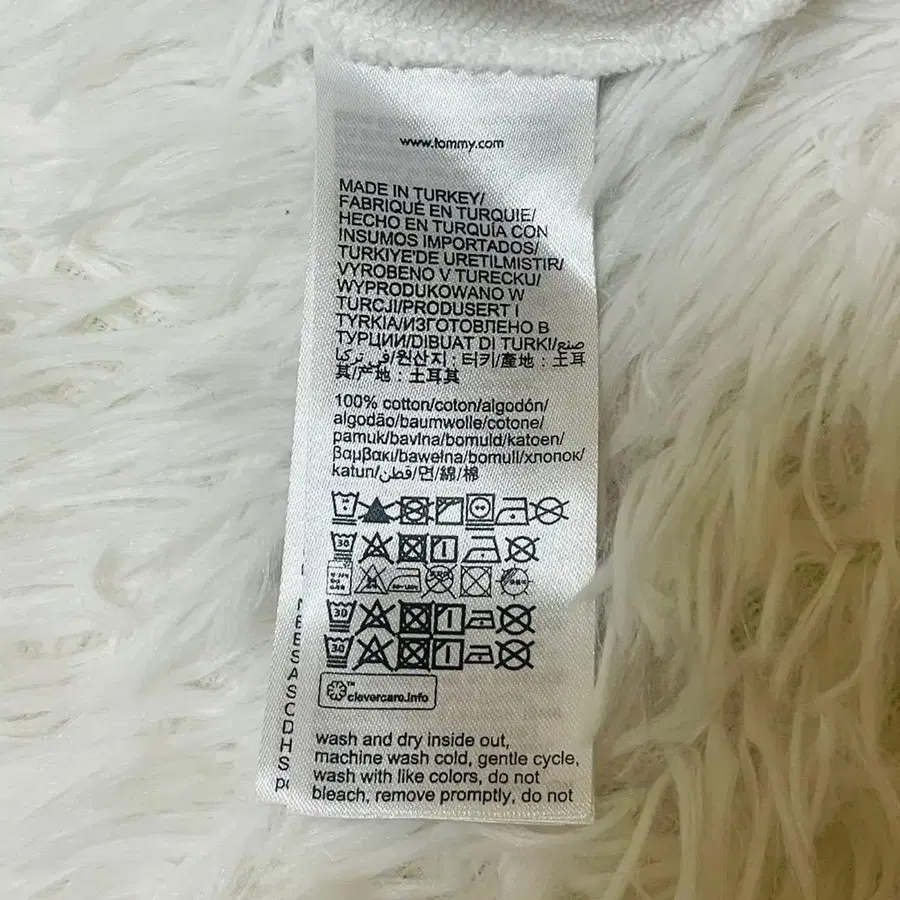 www.tommy.com
MADE IN TURKEY/
FABRIQUÉ EN TURQUIE/
HECHO EN TURQUÍA CON
INSUMOS IMPORTADOS/
TURKIYE'DE URETILMISTIR/
VYROBENO V TURECKU/
WYPRODUKOWANO W
TURCJI/PRODUSERT I
TYRKIA/ИЗГОТОВЛЕНО В
ТУРЦИИ/DIBUAT DI TURKI/صنع
في تركيا/원산지 : 터키/產地 : 土耳
其/产地 : 土耳其
100% cotton/coton/algodón/
algodão/baumwolle/cotone/
pamuk/bavlna/bomuld/katoen/
βαμβακι/bawełna/bomull/хлопок/
katun/قطن/면/綿/棉
30
30
30
™
clevercare.info
wash and dry inside out,
machine wash cold, gentle cycle,
wash with like colors, do not
bleach, remove promptly, do not